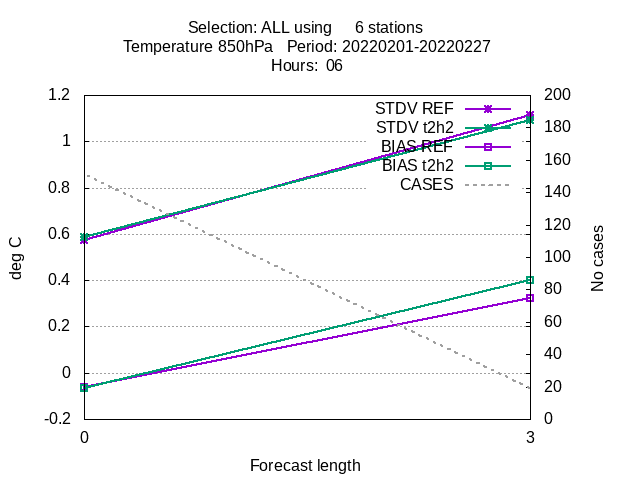 Selection: ALL using 6 stations
Temperature 850hPa Period: 20220201-20220227
Hours: 06
1.2
1
0.8
0.6
0.4
0.2
0
-0.2
200
180
160
140
120
100
80
60
40
20
0
STDV REF
STDV t2h2
BIAS REF
BIAS t2h2
CASES
deg C
No cases
0 3
Forecast length